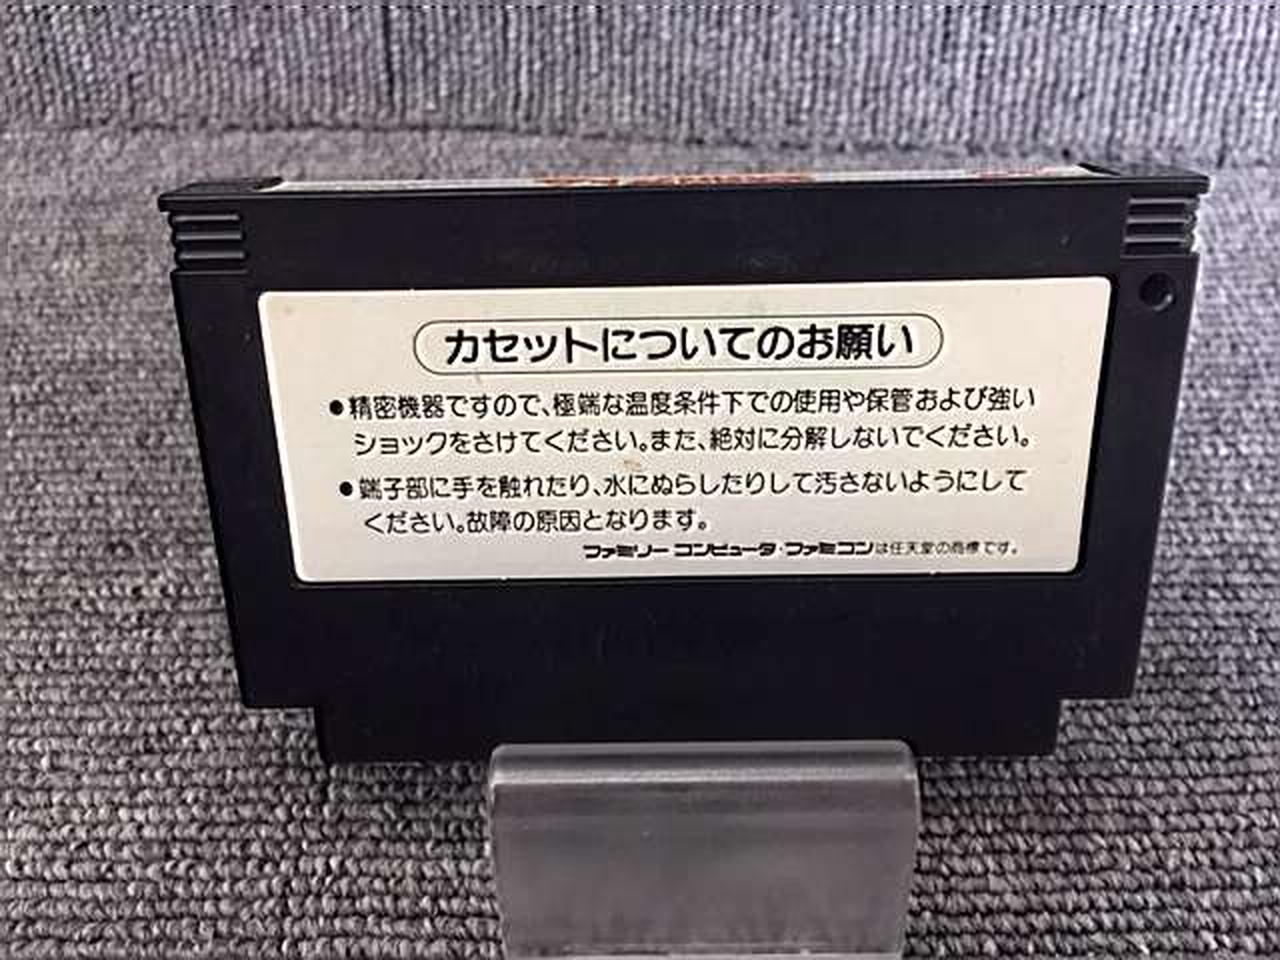 カセットについてのお願い
●精密機器ですので、極端な温度条件下での使用や保管および強い
ショックをさけてください。また、絶対に分解しないでください。
●端子部に手を触れたり、水にぬらしたりして汚さないようにして
ください。故障の原因となります。
ファミリー コンピュータ・ファミコンは任天堂の商標です。